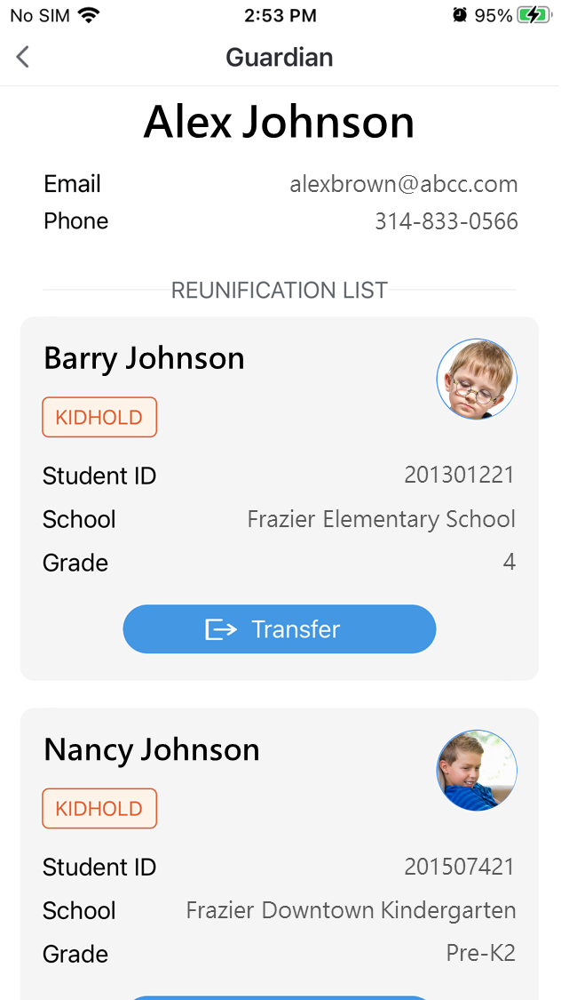 No SIM 2:53 PM 95%
Guardian
Alex Johnson
Email alexbrown@abcc.com
Phone 314-833-0566
REUNIFICATION LIST
Barry Johnson
KIDHOLD
Student ID 201301221
School Frazier Elementary School
Grade 4
Transfer
Nancy Johnson
KIDHOLD
Student ID 201507421
School Frazier Downtown Kindergarten
Grade Pre-K2